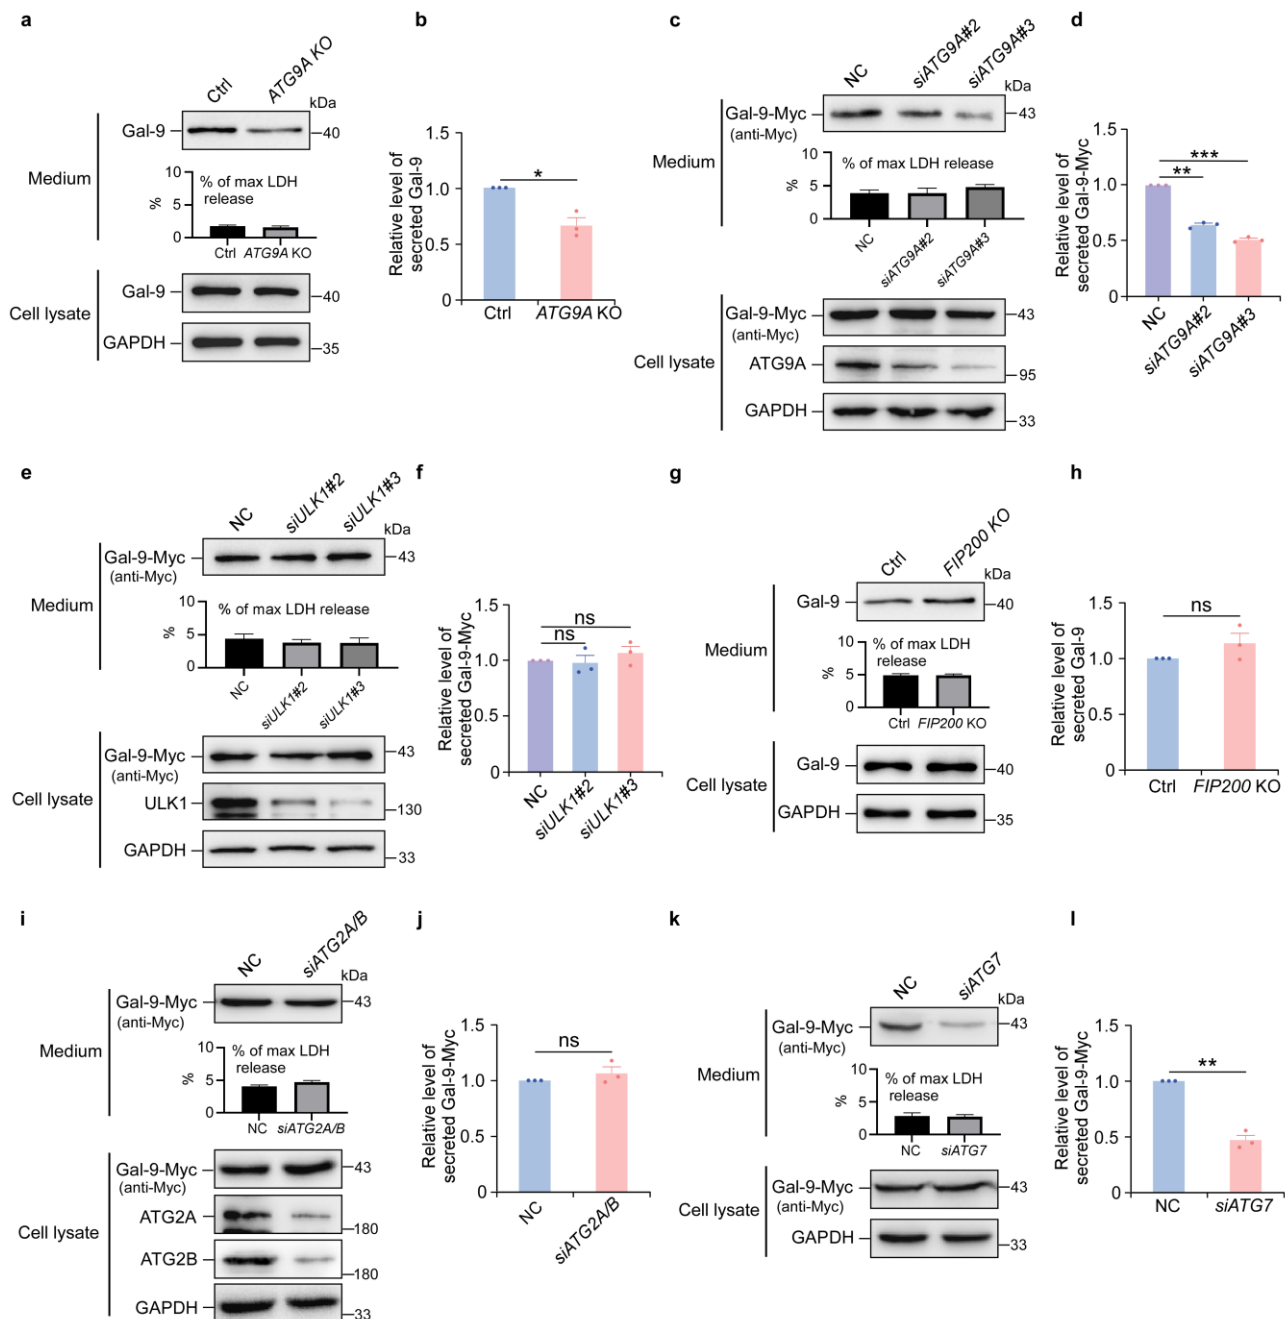 a
Ctrl
ATG9A KO
kDa
Medium
Gal-9
40
% of max LDH
release
%
10
5
0
Ctrl
ATG9A KO
Cell lysate
Gal-9
40
GAPDH
35
b
Relative level of
secreted Gal-9
1.5
1.0
0.5
0
*
Ctrl
ATG9A KO
c
NC
siATG9A#2
siATG9A#3
kDa
Medium
Gal-9-Myc
(anti-Myc)
43
% of max LDH release
%
10
5
0
NC
siATG9A#2
siATG9A#3
Cell lysate
Gal-9-Myc
(anti-Myc)
43
ATG9A
95
GAPDH
33
d
Relative level of
secreted Gal-9-Myc
1.5
1.0
0.5
0
***
**
NC
siATG9A#2
siATG9A#3
e
NC
siULK1#2
siULK1#3
kDa
Medium
Gal-9-Myc
(anti-Myc)
43
% of max LDH release
%
10
5
0
NC
siULK1#2
siULK1#3
Cell lysate
Gal-9-Myc
(anti-Myc)
43
ULK1
130
GAPDH
33
f
Relative level of
secreted Gal-9-Myc
1.5
1.0
0.5
0
ns
ns
NC
siULK1#2
siULK1#3
g
Ctrl
FIP200 KO
kDa
Medium
Gal-9
40
% of max LDH
release
%
10
5
0
Ctrl
FIP200 KO
Cell lysate
Gal-9
40
GAPDH
35
h
Relative level of
secreted Gal-9
1.5
1.0
0.5
0
ns
Ctrl
FIP200 KO
i
NC
siATG2A/B
kDa
Medium
Gal-9-Myc
(anti-Myc)
43
% of max LDH
release
%
10
5
0
NC
siATG2A/B
Cell lysate
Gal-9-Myc
(anti-Myc)
43
ATG2A
180
ATG2B
180
GAPDH
33
j
Relative level of
secreted Gal-9-Myc
1.5
1.0
0.5
0
ns
NC
siATG2A/B
k
NC
siATG7
kDa
Medium
Gal-9-Myc
(anti-Myc)
43
% of max LDH
release
%
10
5
0
NC
siATG7
Cell lysate
Gal-9-Myc
(anti-Myc)
43
GAPDH
33
l
Relative level of
secreted Gal-9-Myc
1.5
1.0
0.5
0
**
NC
siATG7